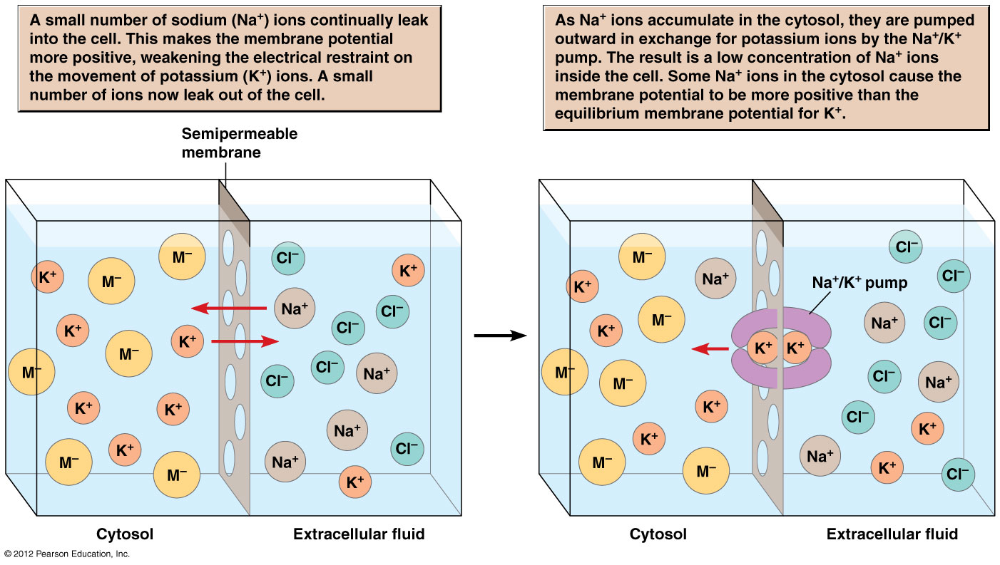 A small number of sodium (Na⁺) ions continually leak
into the cell. This makes the membrane potential
more positive, weakening the electrical restraint on
the movement of potassium (K⁺) ions. A small
number of ions now leak out of the cell.
As Na⁺ ions accumulate in the cytosol, they are pumped
outward in exchange for potassium ions by the Na⁺/K⁺
pump. The result is a low concentration of Na⁺ ions
inside the cell. Some Na⁺ ions in the cytosol cause the
membrane potential to be more positive than the
equilibrium membrane potential for K⁺.
Semipermeable
membrane
M⁻
Cl⁻
K⁺
K⁺
M⁻
Na⁺
Cl⁻
K⁺
Cl⁻
K⁺
M⁻
Cl⁻
M⁻
Na⁺
Cl⁻
K⁺
K⁺
Na⁺
K⁺
Cl⁻
M⁻
Na⁺
M⁻
K⁺
Cytosol
Extracellular fluid
Cl⁻
M⁻
Na⁺
Cl⁻
Na⁺/K⁺ pump
K⁺
M⁻
Na⁺
Cl⁻
K⁺
K⁺
K⁺
M⁻
Cl⁻
M⁻
Na⁺
K⁺
Cl⁻
K⁺
K⁺
Na⁺
M⁻
K⁺
M⁻
Cl⁻
Cytosol
Extracellular fluid
© 2012 Pearson Education, Inc.